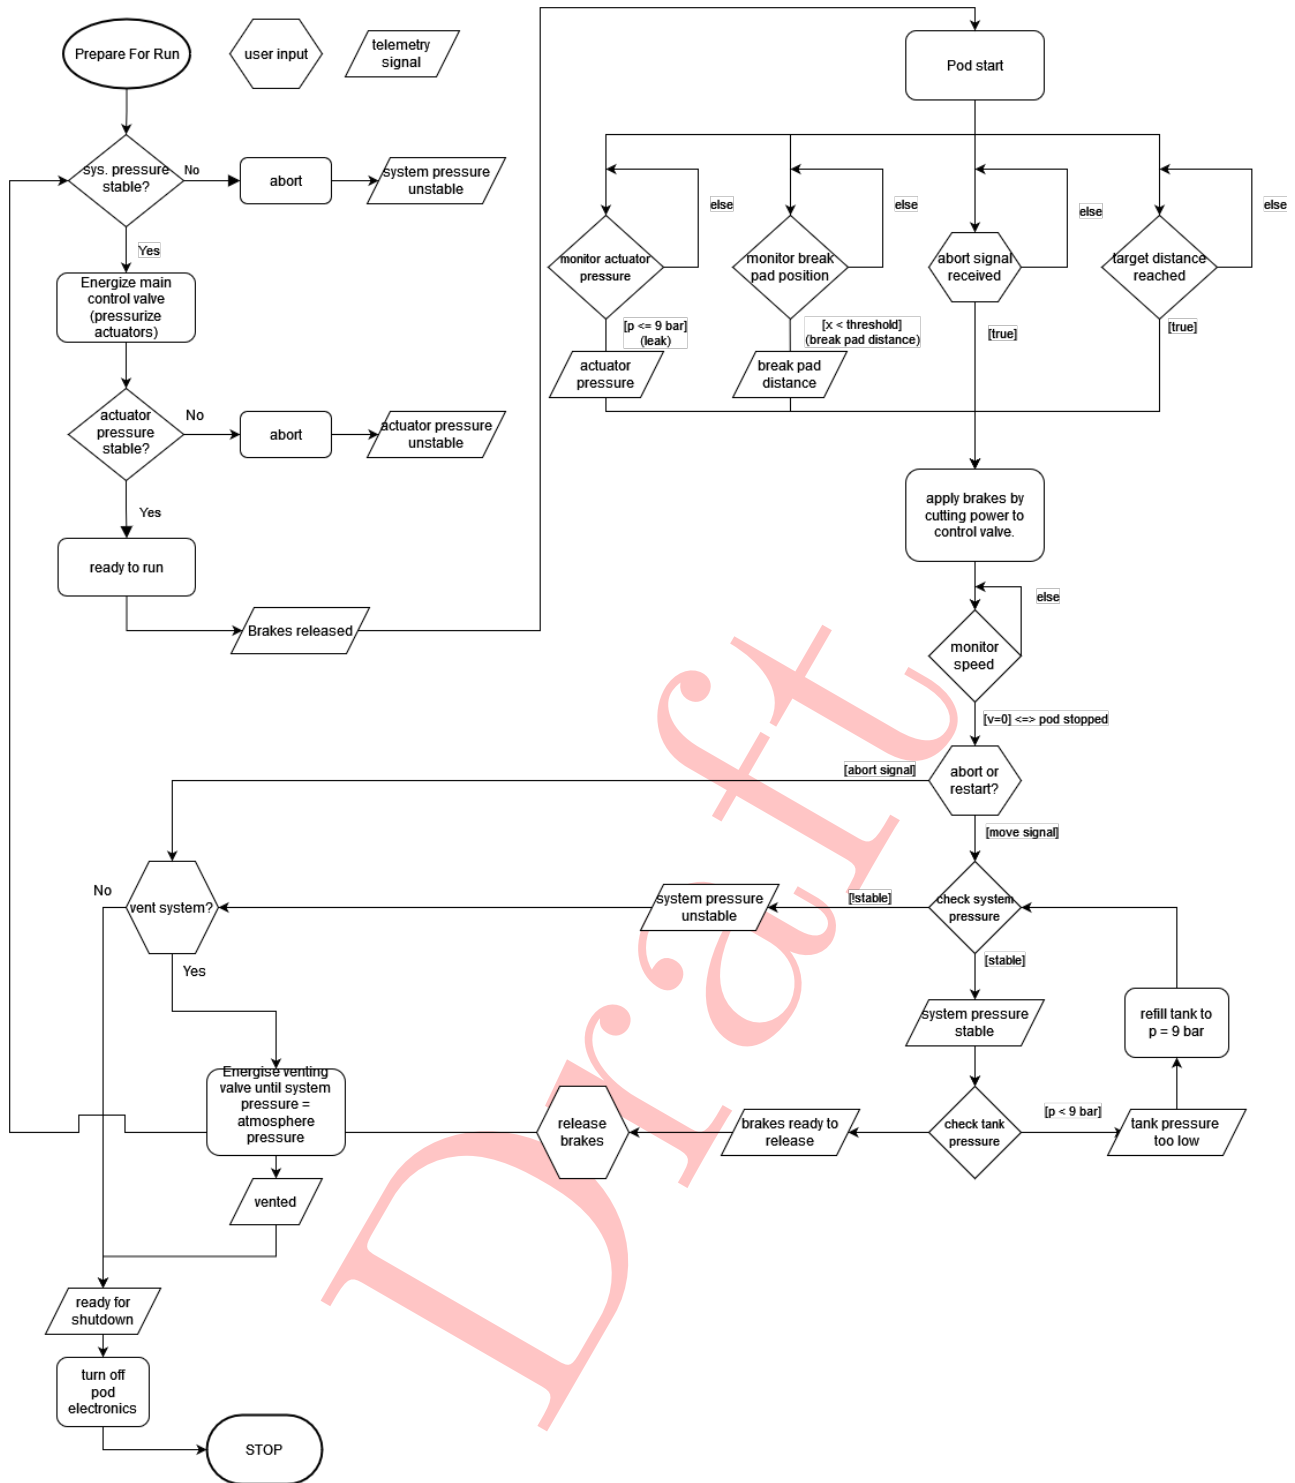 Prepare For Run
user input
telemetry
signal
Pod start
sys. pressure
stable?
No
abort
system pressure
unstable
Yes
Energize main
control valve
(pressurize
actuators)
actuator
pressure
stable?
No
abort
actuator pressure
unstable
Yes
ready to run
Brakes released
else
else
else
else
monitor actuator
pressure
monitor break
pad position
abort signal
received
target distance
reached
[p <= 9 bar]
(leak)
[x < threshold]
(break pad distance)
[true]
[true]
actuator
pressure
break pad
distance
apply brakes by
cutting power to
control valve.
else
monitor
speed
[v=0] <=> pod stopped
[abort signal]
abort or
restart?
[move signal]
No
vent system?
Yes
system pressure
unstable
[!stable]
check system
pressure
[stable]
system pressure
stable
refill tank to
p = 9 bar
Energise venting
valve until system
pressure =
atmosphere
pressure
release
brakes
brakes ready to
release
check tank
pressure
[p < 9 bar]
tank pressure
too low
vented
ready for
shutdown
turn off
pod
electronics
STOP
Draft